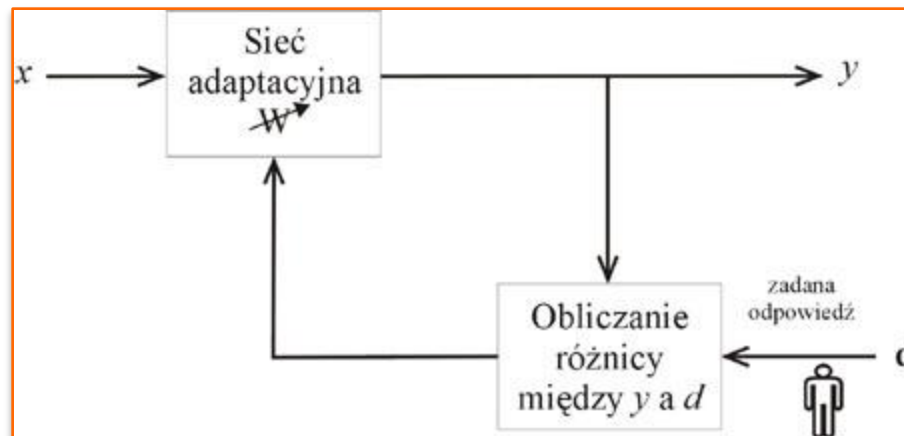 Sieć
adaptacyjna
W
x
y
zadana
odpowiedź
Obliczanie
różnicy
między y a d